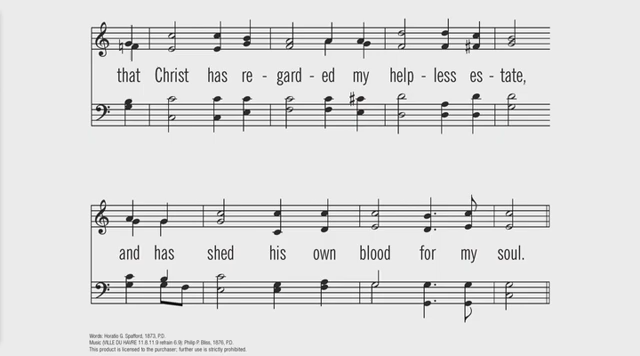 that Christ has re - gard - ed my help - less es - tate,
and has shed his own blood for my soul.
Words: Horatio G. Spafford, 1873, P.D.
Music (VILLE DU HAVRE 11.8.11.9 refrain 6.9): Philip P. Bliss, 1876, P.D.
This product is licensed to the purchaser; further use is strictly prohibited.